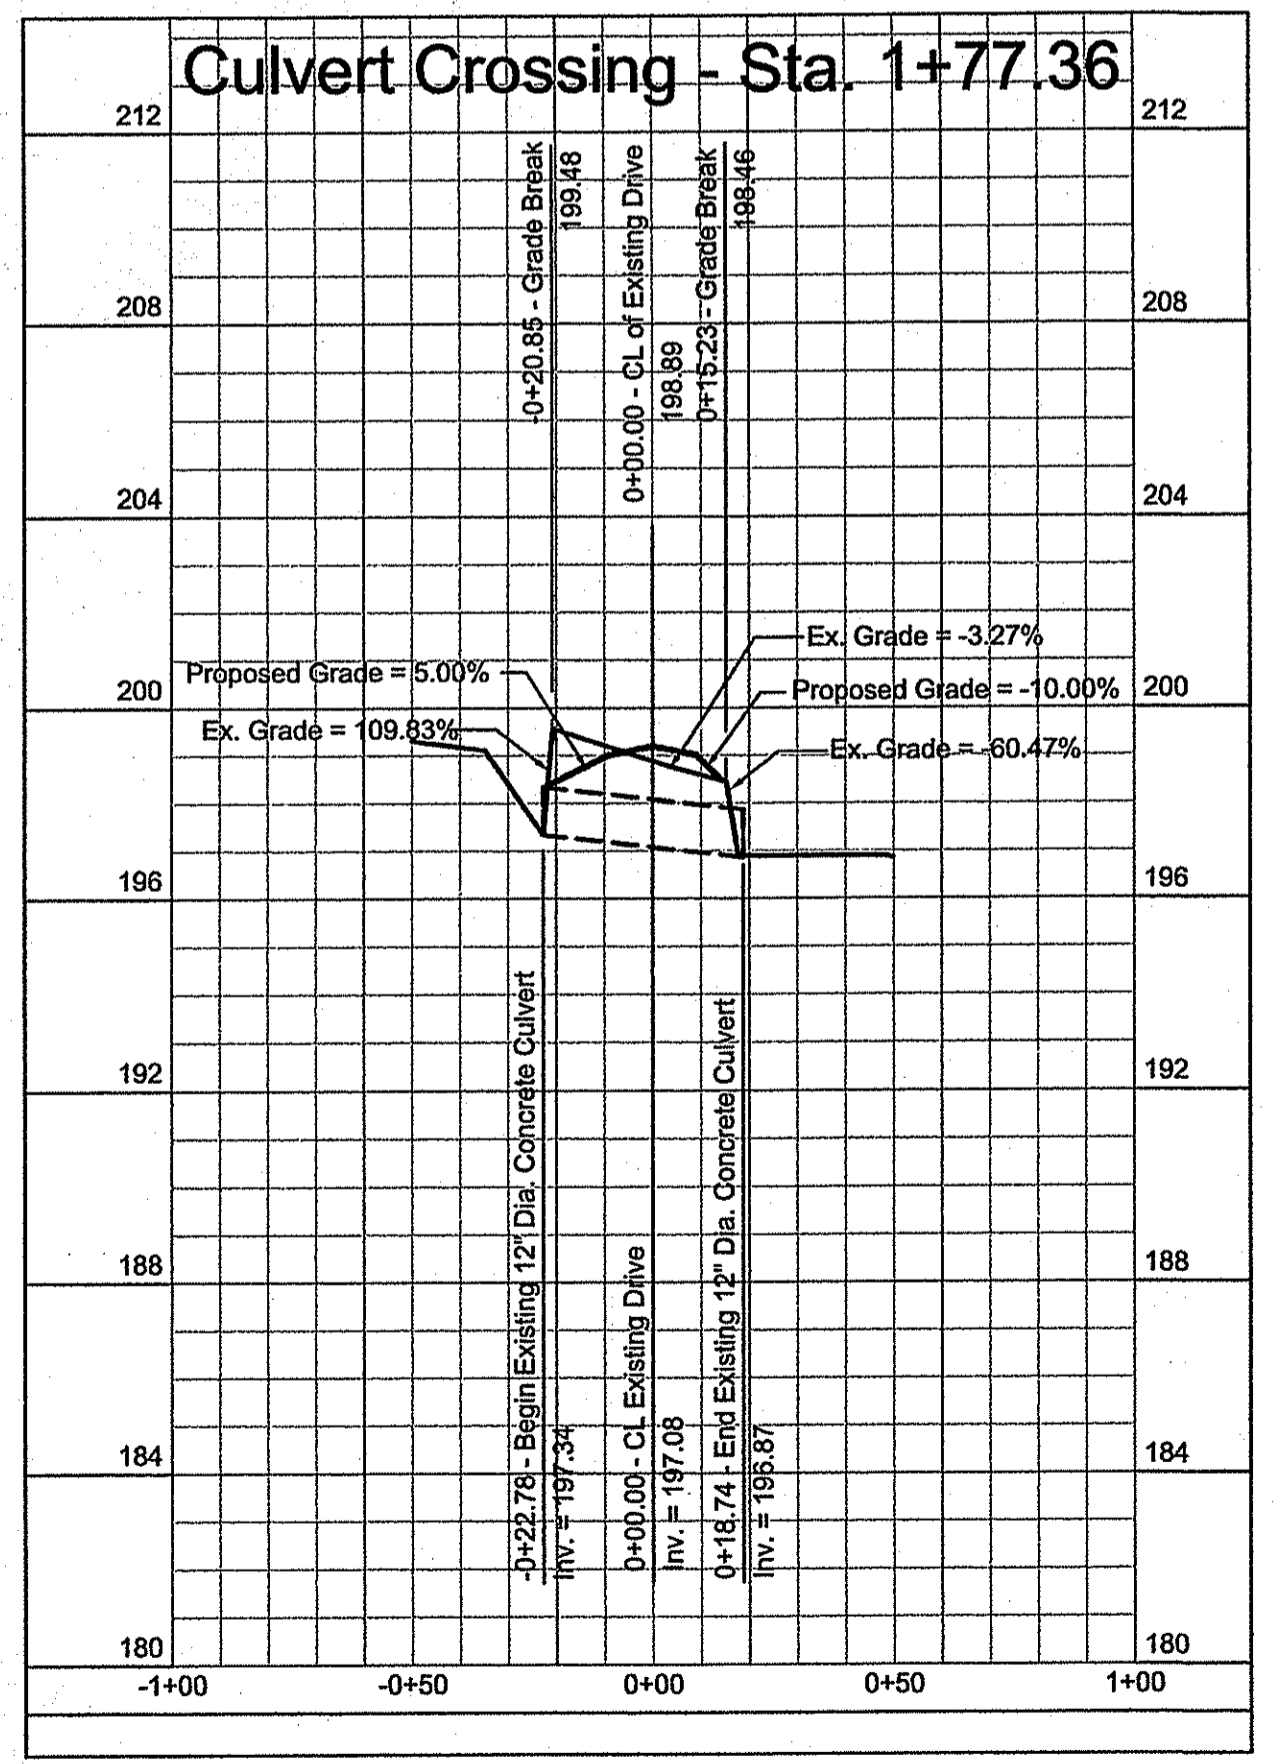 Culvert Crossing - Sta. 1+77.36
212
212
-0+20.85 - Grade Break
199.48
0+00.00 - CL of Existing Drive
198.89
0+15.23 - Grade Break
198.46
208
208
204
204
Ex. Grade = -3.27%
Proposed Grade = 5.00%
Proposed Grade = -10.00%
200
200
Ex. Grade = 109.83%
Ex. Grade = -60.47%
196
196
-0+22.78 - Begin Existing 12" Dia. Concrete Culvert
Inv. = 197.34
0+00.00 - CL Existing Drive
Inv. = 197.08
0+18.74 - End Existing 12" Dia. Concrete Culvert
Inv. = 196.87
192
192
188
188
184
184
180
180
-1+00
-0+50
0+00
0+50
1+00